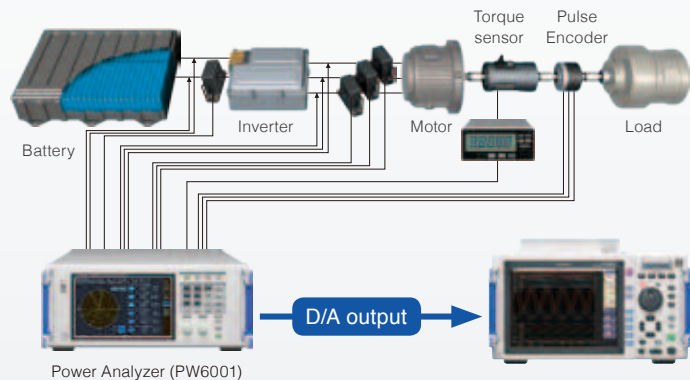 Torque
sensor
Pulse
Encoder
Battery
Inverter
Motor
Load
D/A output
Power Analyzer (PW6001)